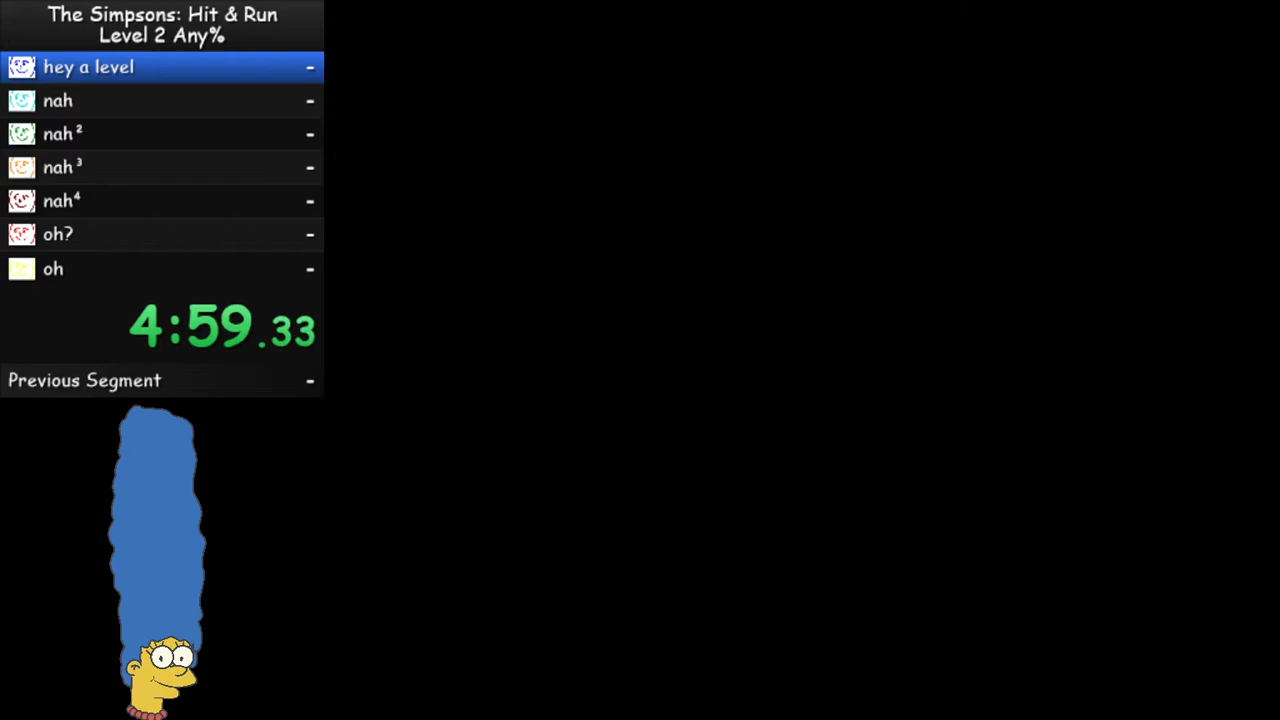 The Simpsons: Hit & Run
Level 2 Any%
hey a level -
nah -
nah² -
nah³ -
nah⁴ -
oh? -
oh -
4:59.33
Previous Segment -